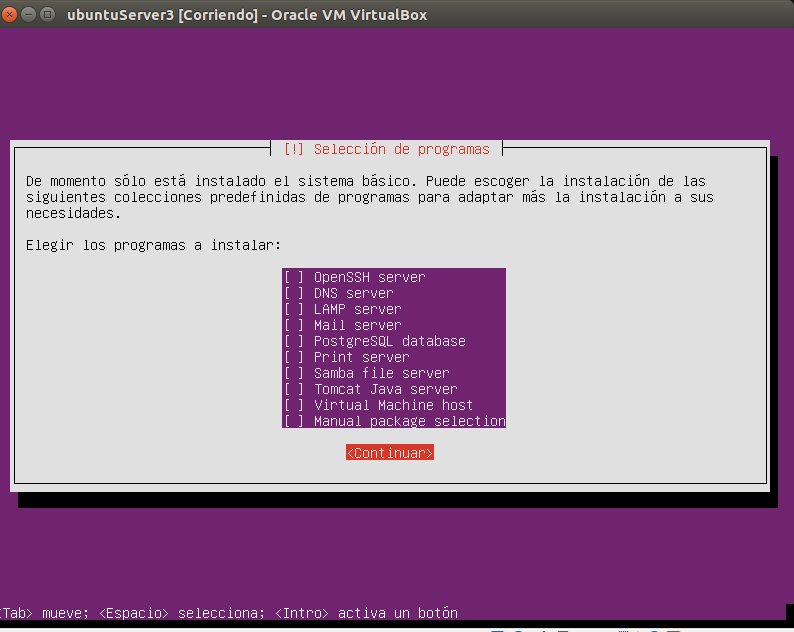 ubuntuServer3 [Corriendo] - Oracle VM VirtualBox
[!] Selección de programas
De momento sólo está instalado el sistema básico. Puede escoger la instalación de las
siguientes colecciones predefinidas de programas para adaptar más la instalación a sus
necesidades.
Elegir los programas a instalar:
[ ] OpenSSH server
[ ] DNS server
[ ] LAMP server
[ ] Mail server
[ ] PostgreSQL database
[ ] Print server
[ ] Samba file server
[ ] Tomcat Java server
[ ] Virtual Machine host
[ ] Manual package selection
<Continuar>
<Tab> mueve; <Espacio> selecciona; <Intro> activa un botón